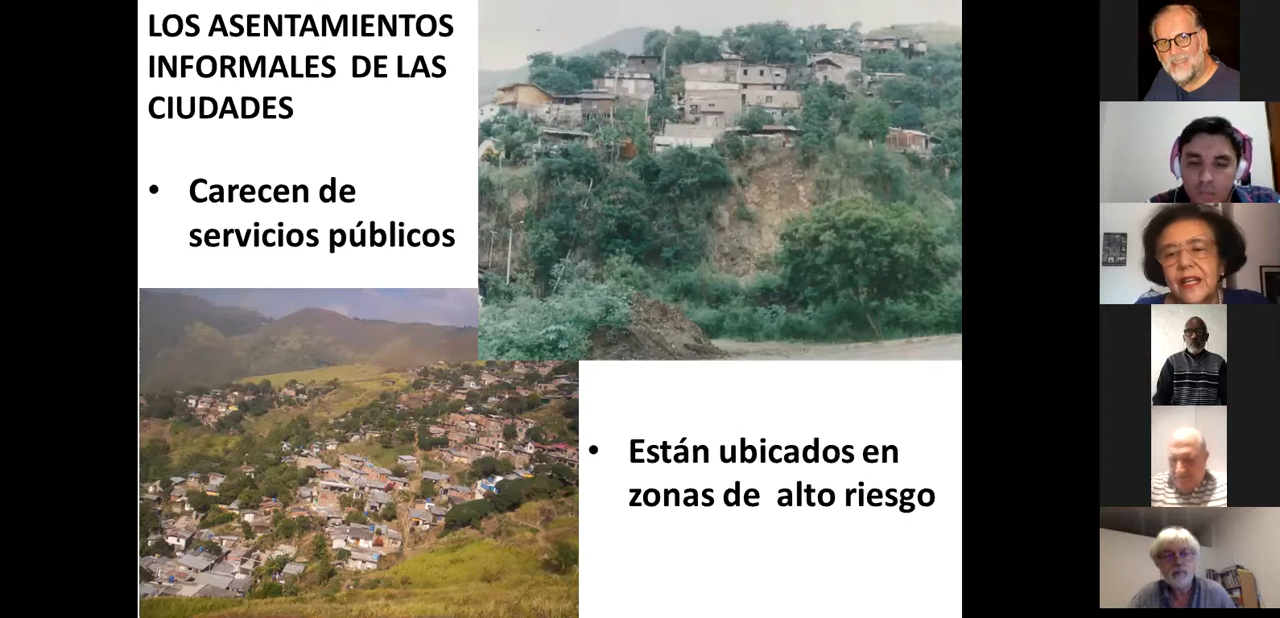 LOS ASENTAMIENTOS
INFORMALES DE LAS
CIUDADES
• Carecen de
servicios públicos
• Están ubicados en
zonas de alto riesgo